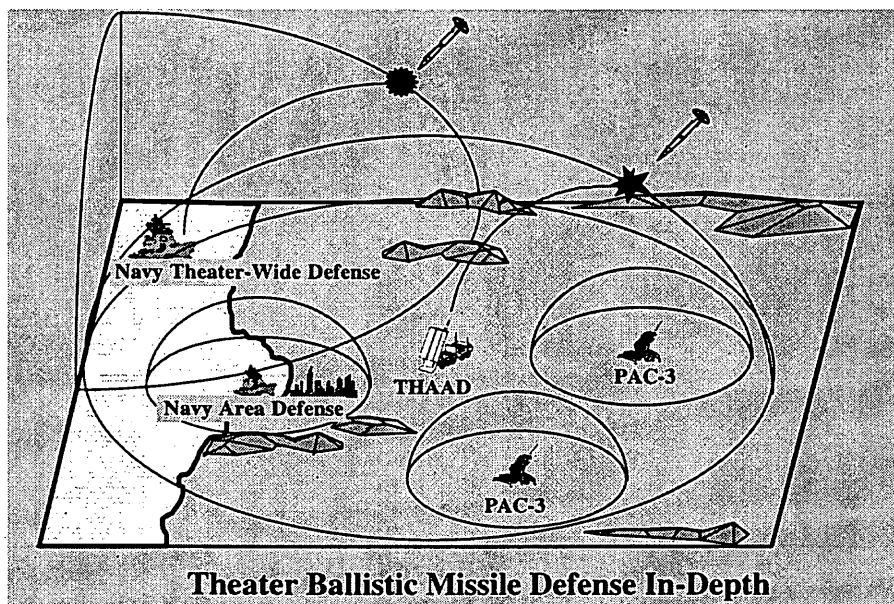 Navy Theater-Wide Defense
THAAD
PAC-3
Navy Area Defense
PAC-3
Theater Ballistic Missile Defense In-Depth